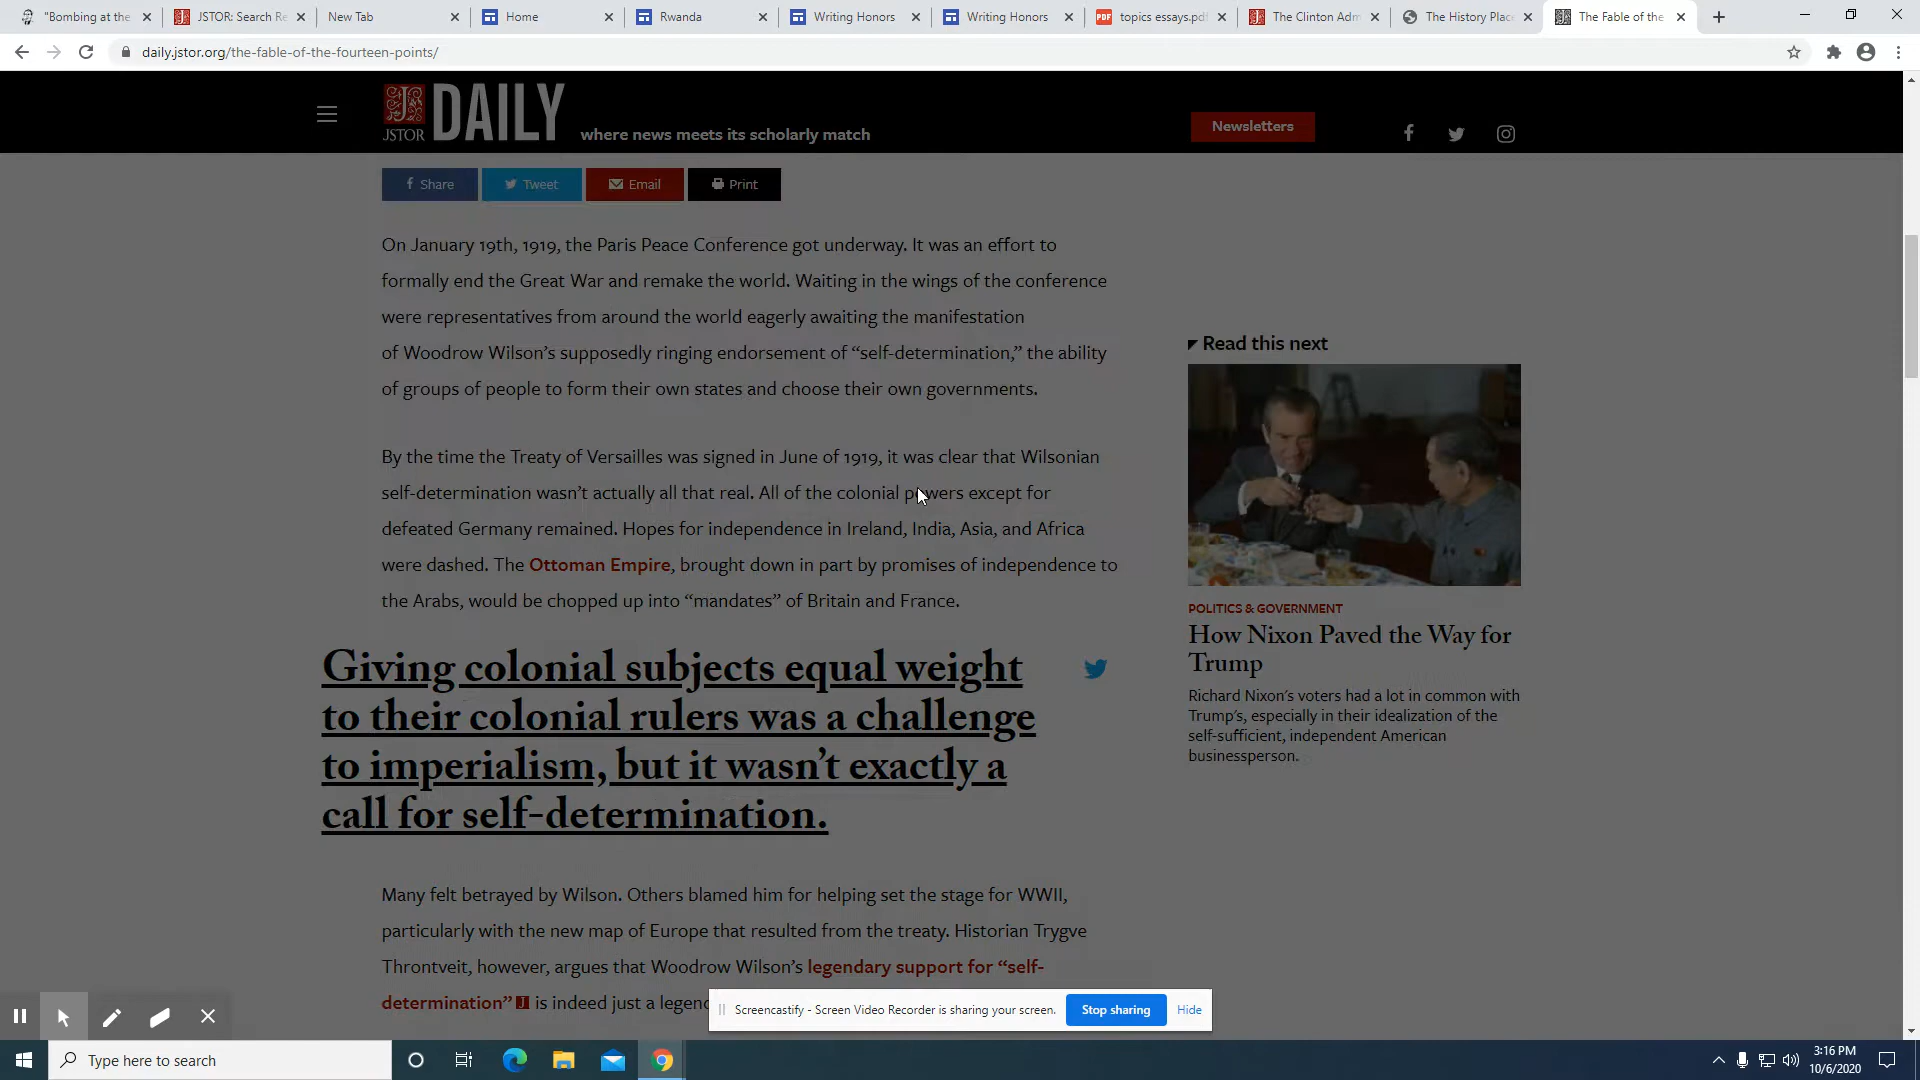 "Bombing at the
JSTOR: Search Re
New Tab
Home
Rwanda
Writing Honors
Writing Honors
topics essays.pdf
The Clinton Adm
The History Place
The Fable of the
daily.jstor.org/the-fable-of-the-fourteen-points/
JSTOR DAILY
where news meets its scholarly match
Newsletters
Share
Tweet
Email
Print
On January 19th, 1919, the Paris Peace Conference got underway. It was an effort to
formally end the Great War and remake the world. Waiting in the wings of the conference
were representatives from around the world eagerly awaiting the manifestation
of Woodrow Wilson's supposedly ringing endorsement of “self-determination,” the ability
of groups of people to form their own states and choose their own governments.
By the time the Treaty of Versailles was signed in June of 1919, it was clear that Wilsonian
self-determination wasn't actually all that real. All of the colonial powers except for
defeated Germany remained. Hopes for independence in Ireland, India, Asia, and Africa
were dashed. The Ottoman Empire, brought down in part by promises of independence to
the Arabs, would be chopped up into “mandates” of Britain and France.
Giving colonial subjects equal weight
to their colonial rulers was a challenge
to imperialism, but it wasn't exactly a
call for self-determination.
Many felt betrayed by Wilson. Others blamed him for helping set the stage for WWII,
particularly with the new map of Europe that resulted from the treaty. Historian Trygve
Throntveit, however, argues that Woodrow Wilson's legendary support for “self-
determination” J is indeed just a legend
Read this next
POLITICS & GOVERNMENT
How Nixon Paved the Way for
Trump
Richard Nixon's voters had a lot in common with
Trump's, especially in their idealization of the
self-sufficient, independent American
businessperson.
Screencastify - Screen Video Recorder is sharing your screen.
Stop sharing
Hide
Type here to search
3:16 PM
10/6/2020